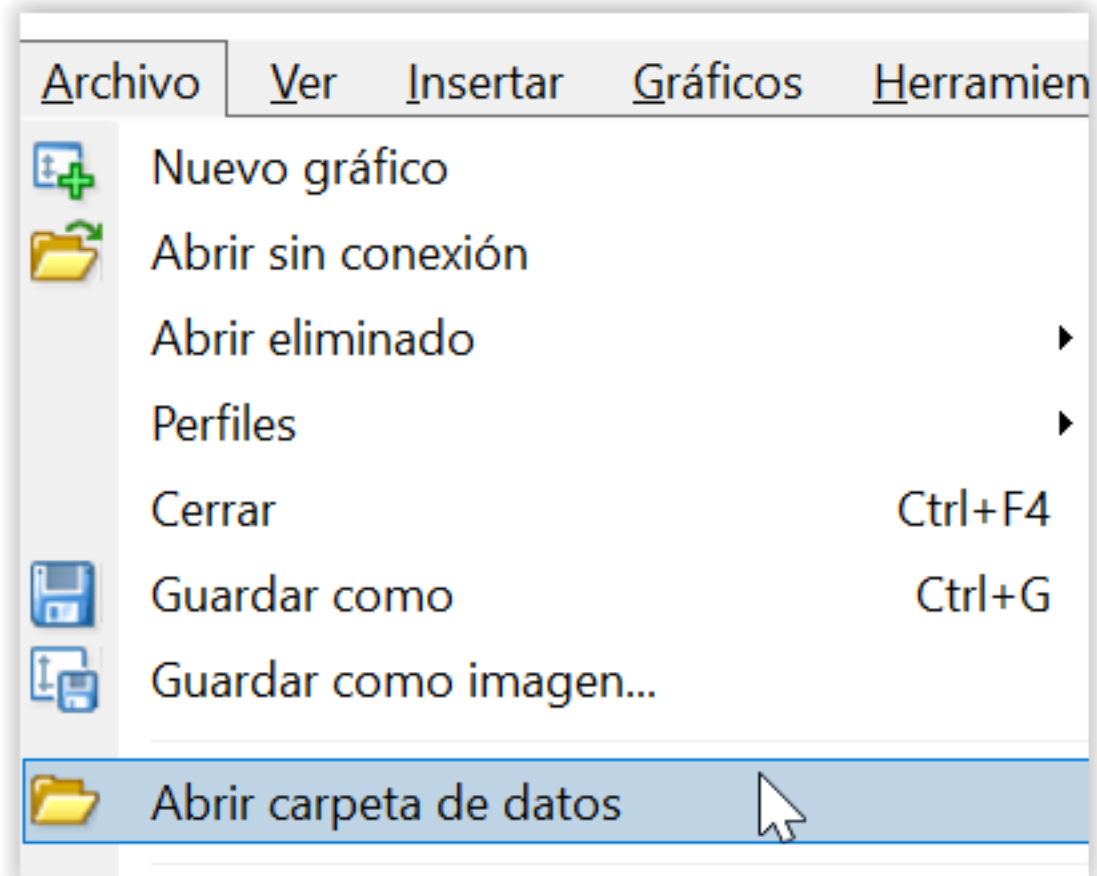 Archivo Ver Insertar Gráficos Herramien
Nuevo gráfico
Abrir sin conexión
Abrir eliminado
Perfiles
Cerrar Ctrl+F4
Guardar como Ctrl+G
Guardar como imagen...
Abrir carpeta de datos